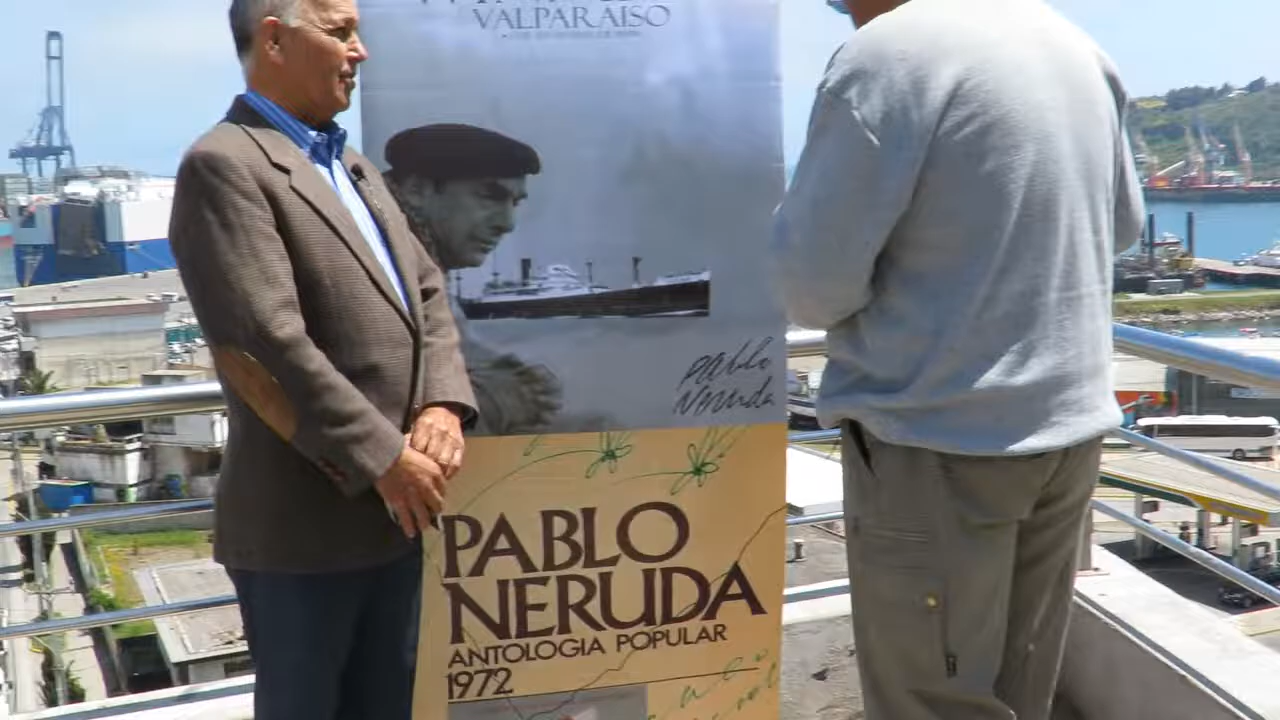 VALPARAISO
Pablo
Neruda
PABLO
NERUDA
ANTOLOGIA POPULAR
1972